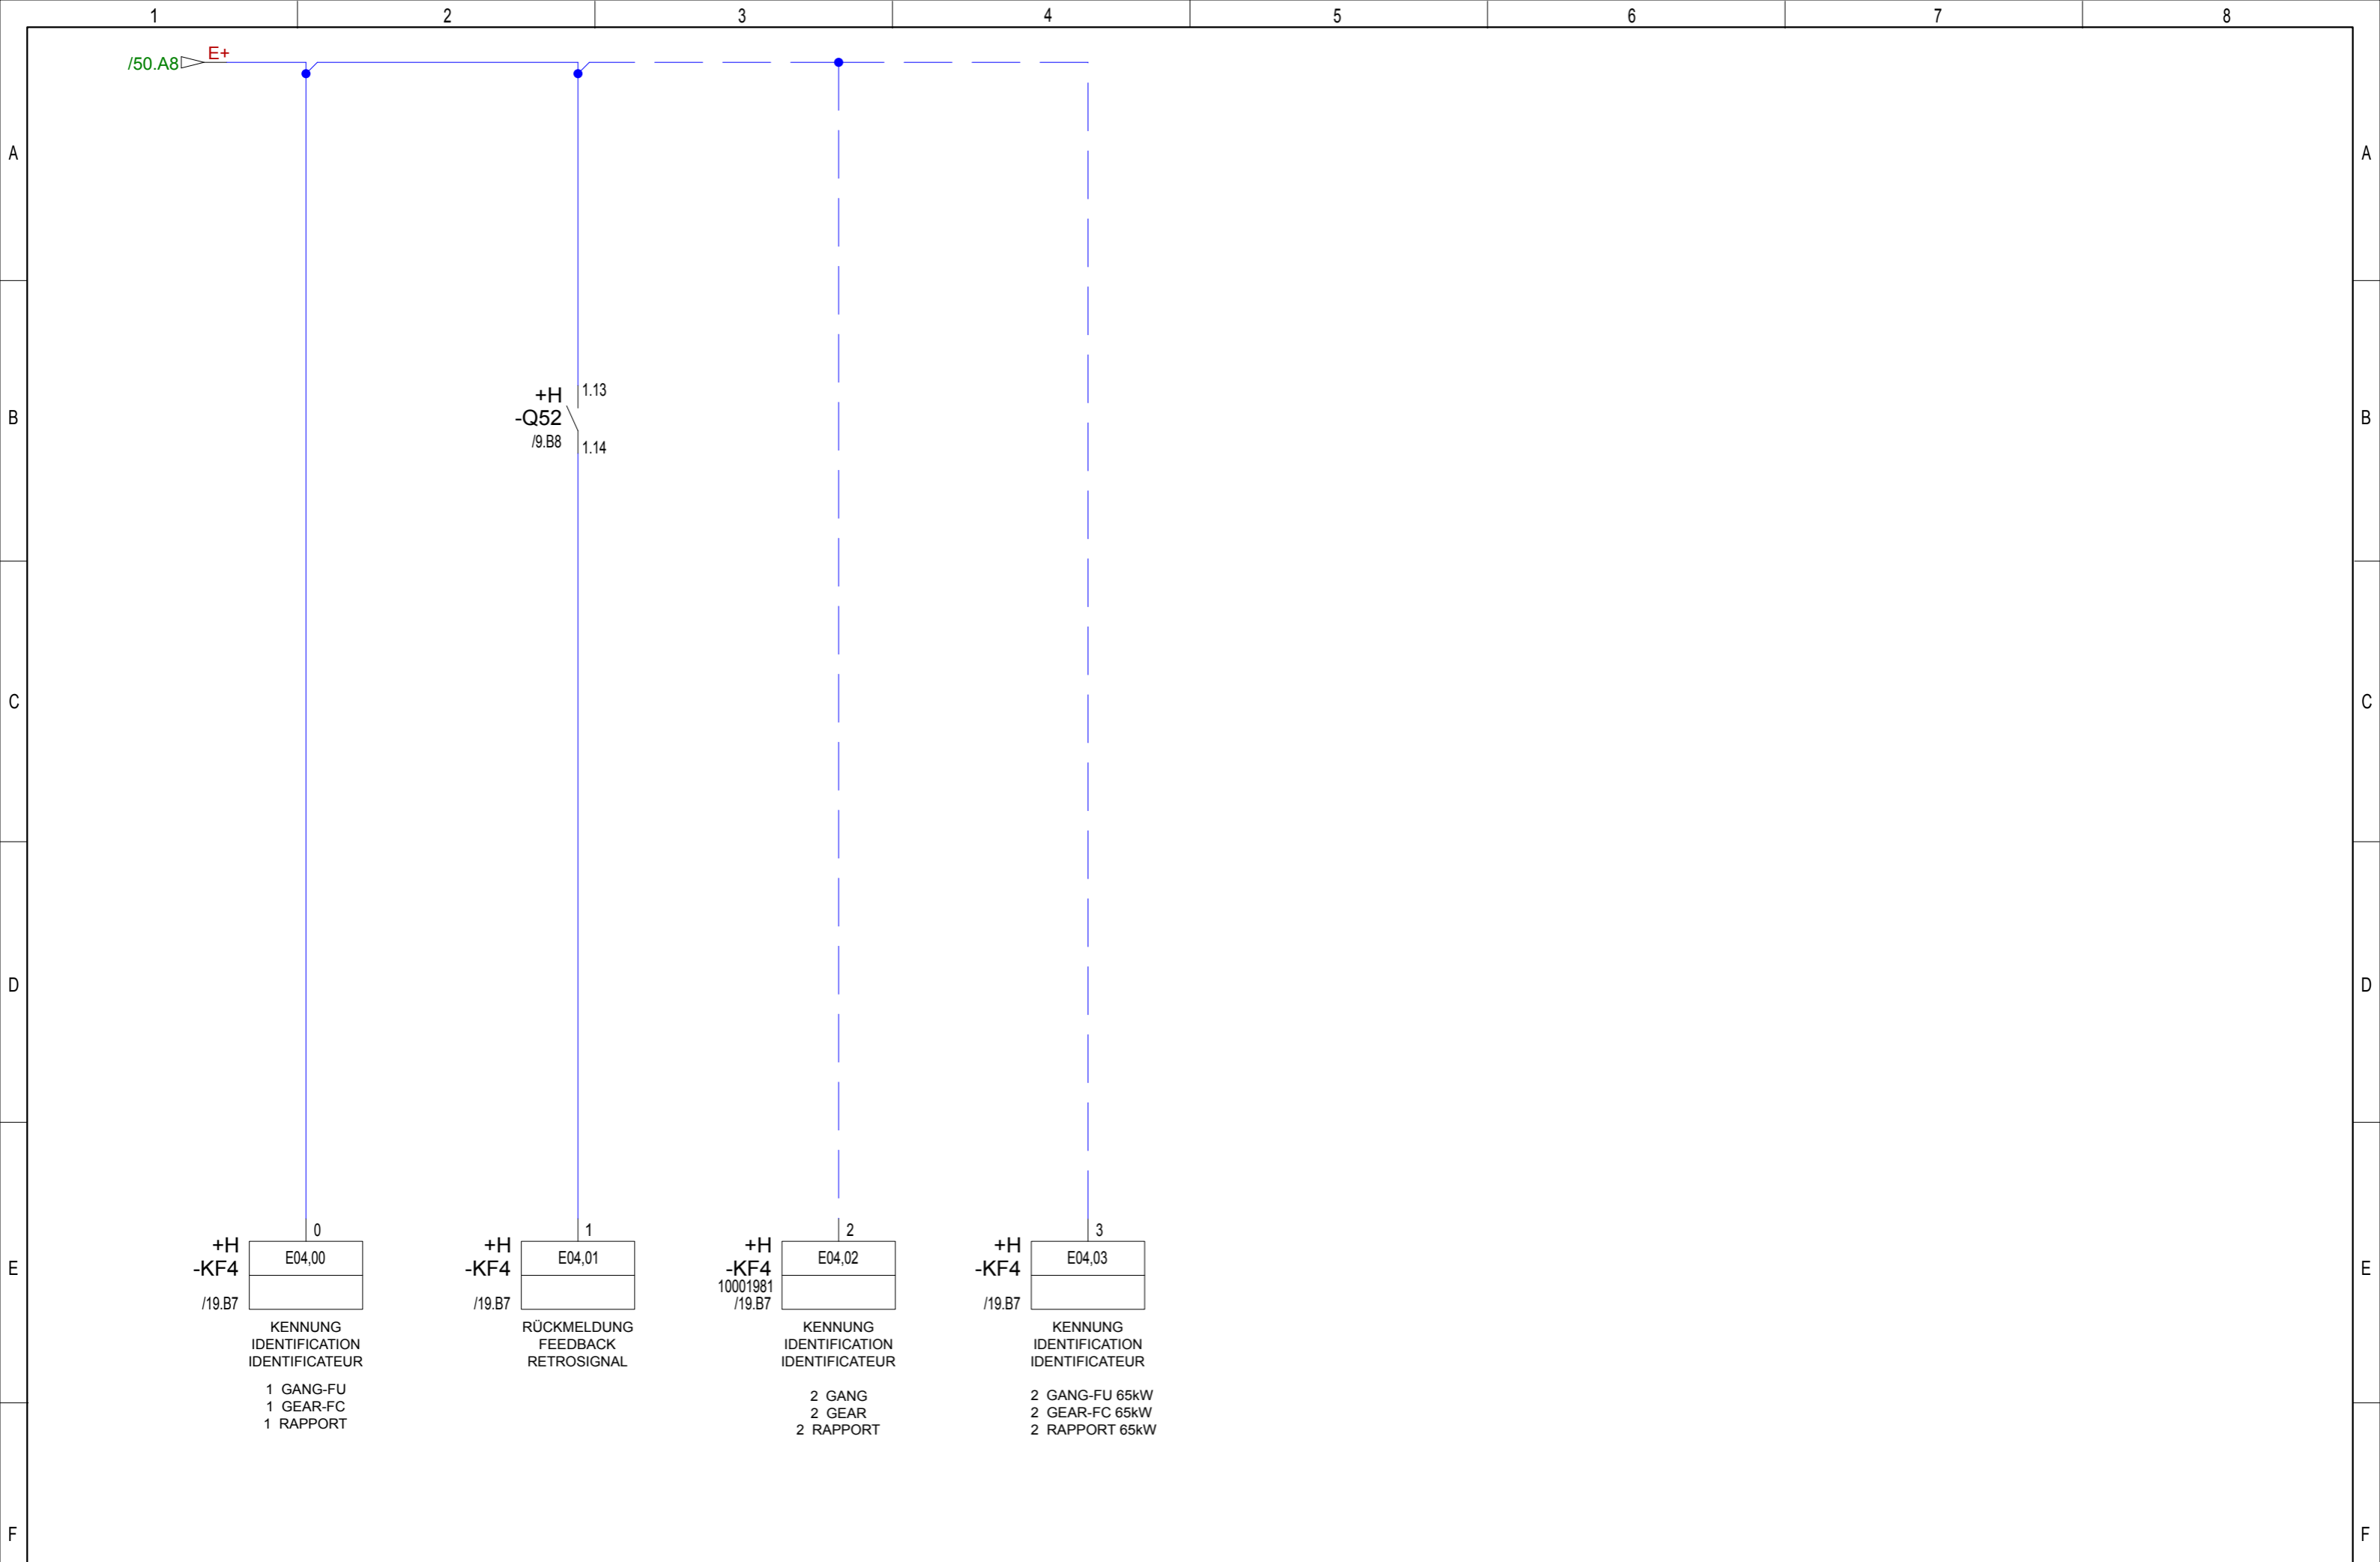 1 2 3 4 5 6 7 8
/50.A8 E+
A A
+H 1.13
B -Q52 B
/9.B8 1.14
C C
D D
0 1 2 3
+H E04,00 +H E04,01 +H E04,02 +H E04,03
E -KF4 -KF4 -KF4 -KF4 E
10001981
/19.B7 /19.B7 /19.B7 /19.B7
KENNUNG RÜCKMELDUNG KENNUNG KENNUNG
IDENTIFICATION FEEDBACK IDENTIFICATION IDENTIFICATION
IDENTIFICATEUR RETROSIGNAL IDENTIFICATEUR IDENTIFICATEUR
1 GANG-FU 2 GANG 2 GANG-FU 65kW
1 GEAR-FC 2 GEAR 2 GEAR-FC 65kW
1 RAPPORT 2 RAPPORT 2 RAPPORT 65kW
F F